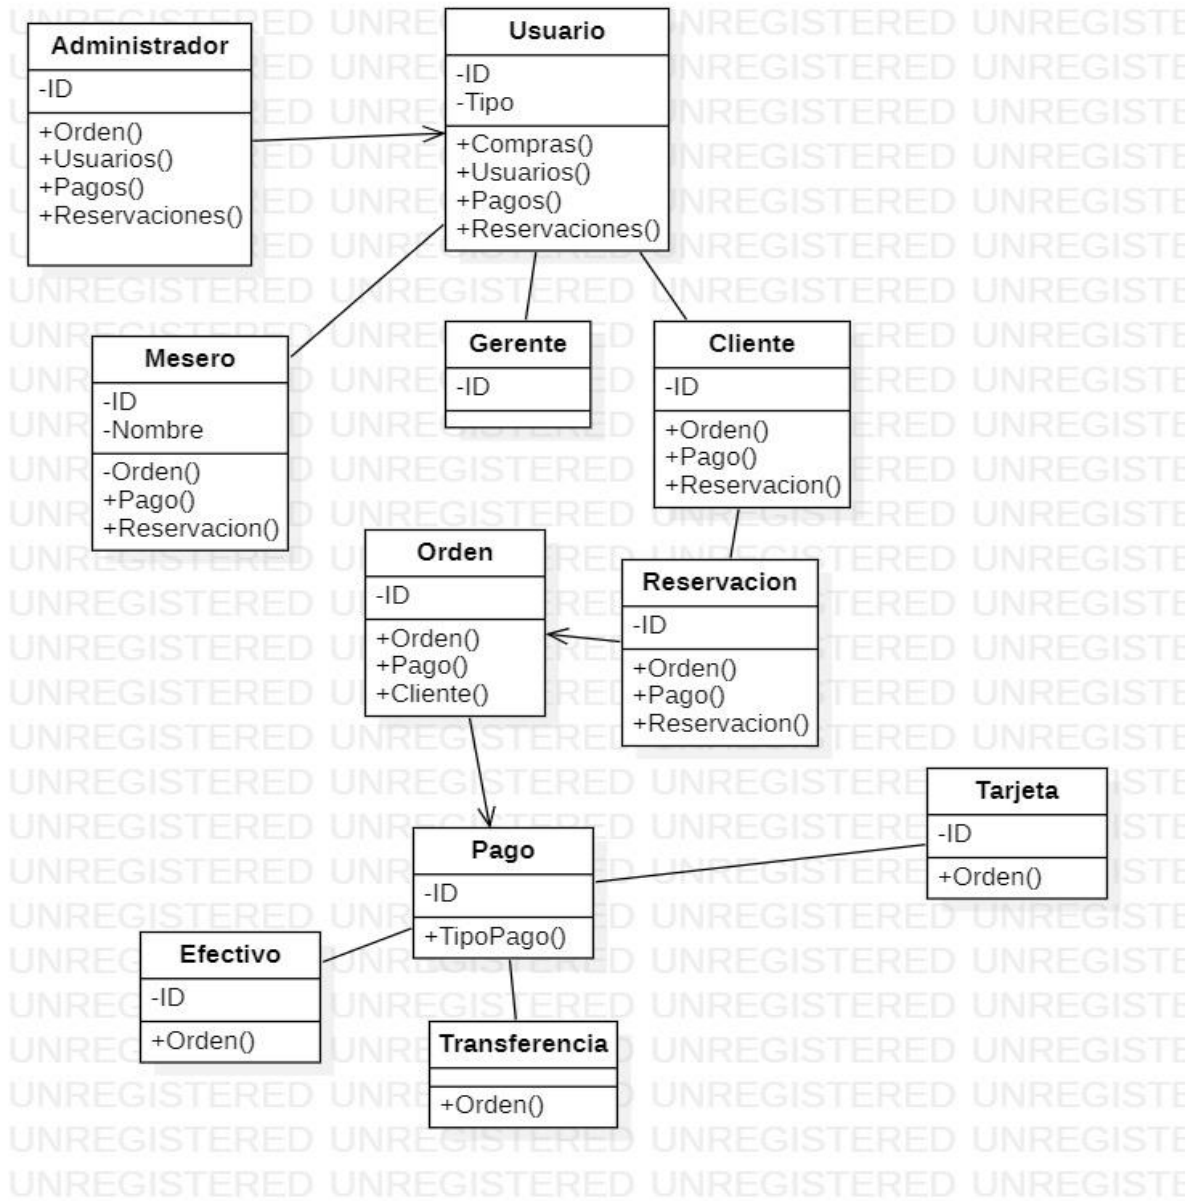 Administrador
-ID
+Orden()
+Usuarios()
+Pagos()
+Reservaciones()
Usuario
-ID
-Tipo
+Compras()
+Usuarios()
+Pagos()
+Reservaciones()
Mesero
-ID
-Nombre
-Orden()
+Pago()
+Reservacion()
Gerente
-ID
Cliente
-ID
+Orden()
+Pago()
+Reservacion()
Orden
-ID
+Orden()
+Pago()
+Cliente()
Reservacion
-ID
+Orden()
+Pago()
+Reservacion()
Pago
-ID
+TipoPago()
Tarjeta
-ID
+Orden()
Efectivo
-ID
+Orden()
Transferencia
+Orden()
UNREGISTERED